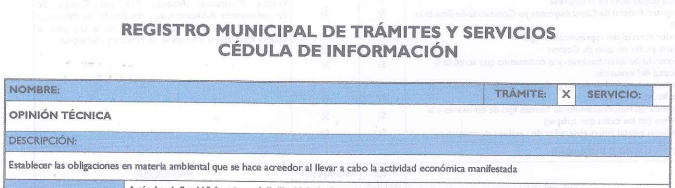 REGISTRO MUNICIPAL DE TRÁMITES Y SERVICIOS
CÉDULA DE INFORMACIÓN
NOMBRE: TRÁMITE: X SERVICIO:
OPINIÓN TÉCNICA
DESCRIPCIÓN:
Establecer las obligaciones en materia ambiental que se hace acreedor al llevar a cabo la actividad económica manifestada